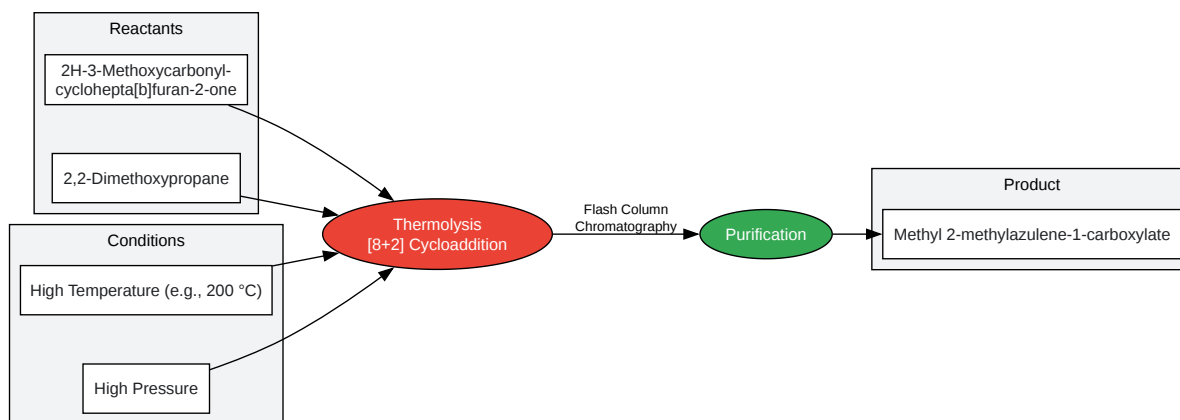 Reactants
2H-3-Methoxycarbonyl-
cyclohepta[b]furan-2-one
2,2-Dimethoxypropane
Conditions
High Temperature (e.g., 200 °C)
High Pressure
Thermolysis
[8+2] Cycloaddition
Flash Column
Chromatography
Purification
Product
Methyl 2-methylazulene-1-carboxylate